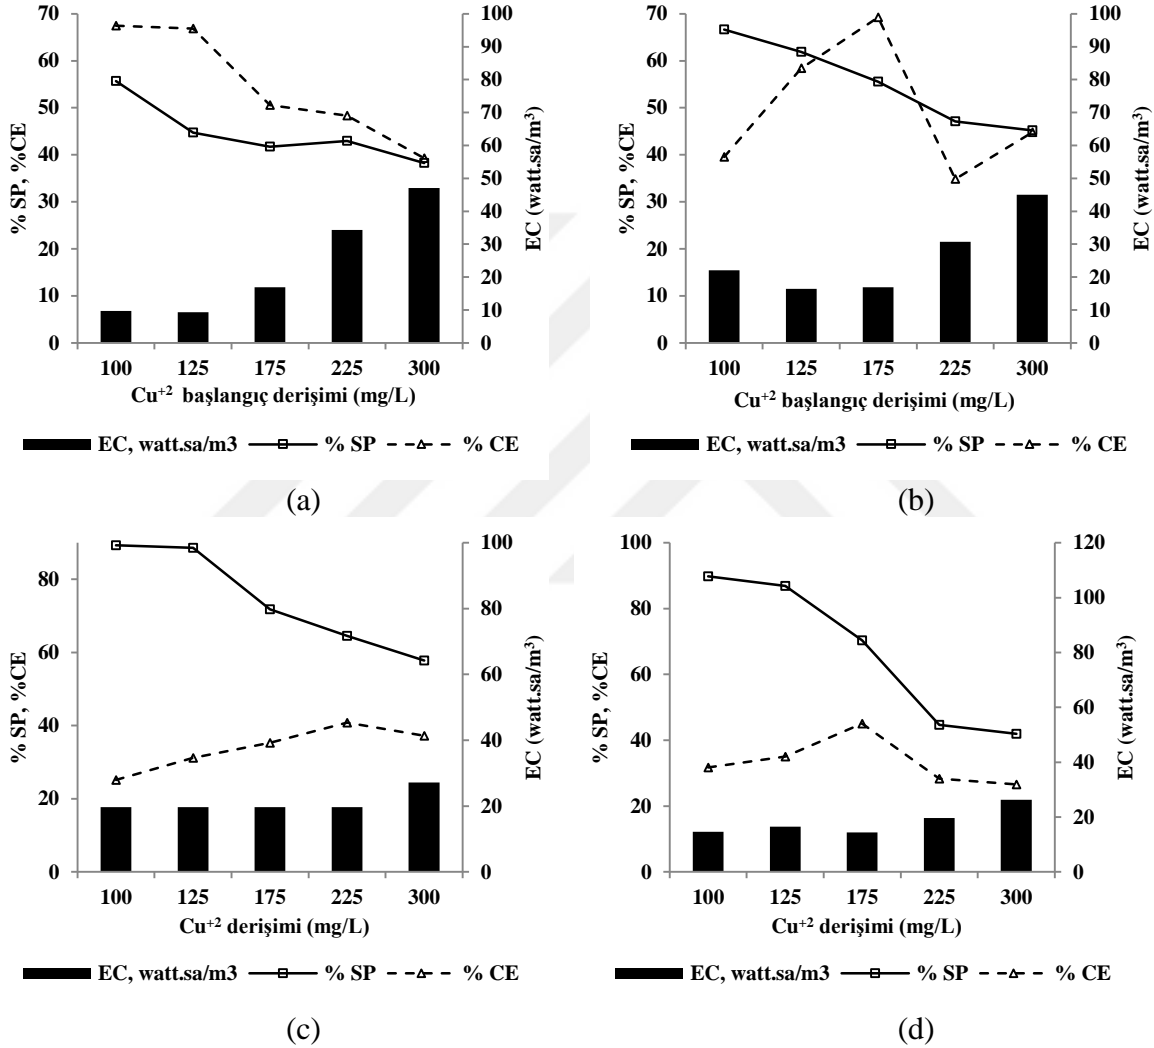 70
60
50
40
30
20
10
0
% SP, %CE
100
90
80
70
60
50
40
30
20
10
0
EC (watt.sa/m³)
100 125 175 225 300
Cu⁺² başlangıç derişimi (mg/L)
EC, watt.sa/m3 % SP % CE
(a)
70
60
50
40
30
20
10
0
% SP, %CE
100
90
80
70
60
50
40
30
20
10
0
EC (watt.sa/m³)
100 125 175 225 300
Cu⁺² başlangıç derişimi (mg/L)
EC, watt.sa/m3 % SP % CE
(b)
80
60
40
20
0
% SP, %CE
100
80
60
40
20
0
EC (watt.sa/m³)
100 125 175 225 300
Cu⁺² derişimi (mg/L)
EC, watt.sa/m3 % SP % CE
(c)
100
80
60
40
20
0
% SP, %CE
120
100
80
60
40
20
0
EC (watt.sa/m³)
100 125 175 225 300
Cu⁺² derişimi (mg/L)
EC, watt.sa/m3 % SP % CE
(d)